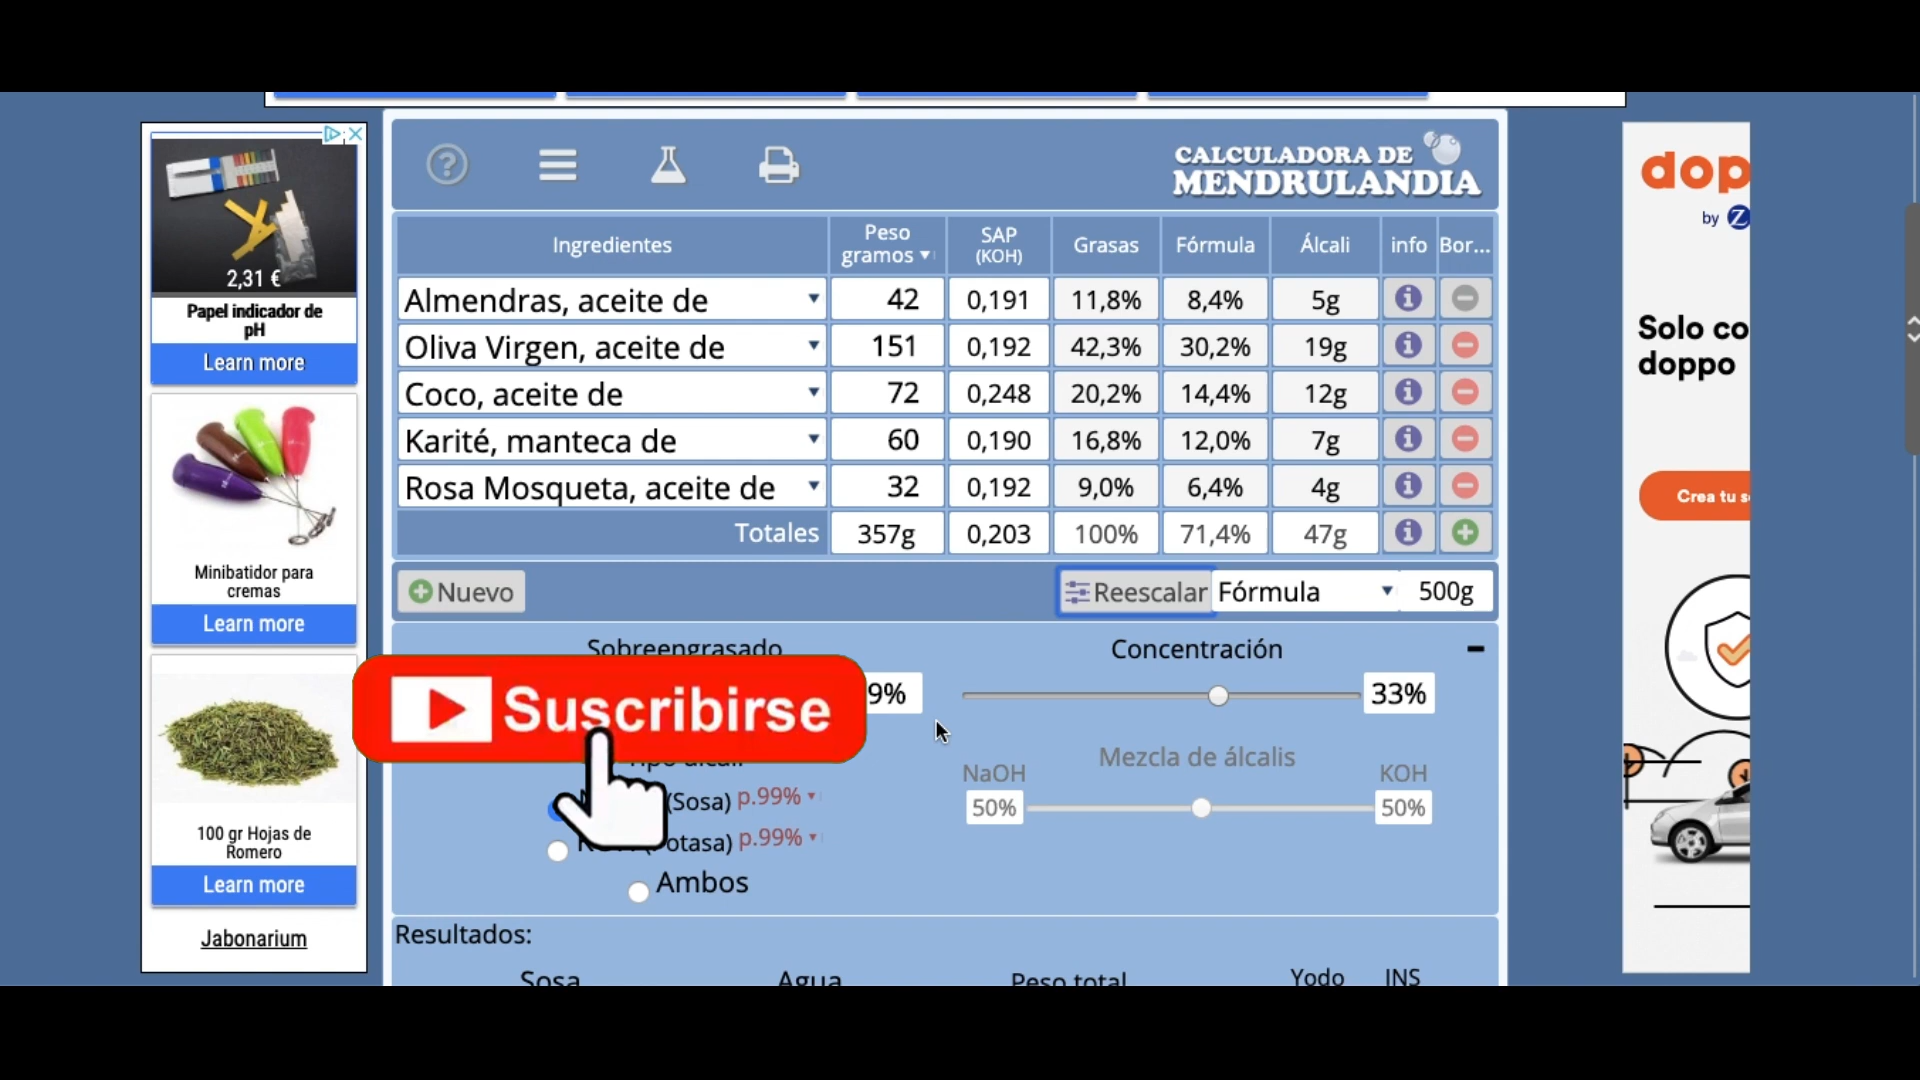 2,31 €
Papel indicador de
pH
Learn more
Minibatidor para
cremas
Learn more
100 gr Hojas de
Romero
Learn more
Jabonarium
CALCULADORA DE
MENDRULANDIA
Ingredientes
Peso
gramos
SAP
(KOH)
Grasas
Fórmula
Álcali
info
Bor...
Almendras, aceite de 42 0,191 11,8% 8,4% 5g
Oliva Virgen, aceite de 151 0,192 42,3% 30,2% 19g
Coco, aceite de 72 0,248 20,2% 14,4% 12g
Karité, manteca de 60 0,190 16,8% 12,0% 7g
Rosa Mosqueta, aceite de 32 0,192 9,0% 6,4% 4g
Totales 357g 0,203 100% 71,4% 47g
Nuevo
Reescalar Fórmula 500g
Sobreengrasado
9%
Suscribirse
(Sosa) p.99%
p.99%
Ambos
Concentración
33%
Mezcla de álcalis
NaOH KOH
50% 50%
Resultados:
Sosa Agua Peso total Yodo INS
dop
by Z
Solo co
doppo
Crea tu s